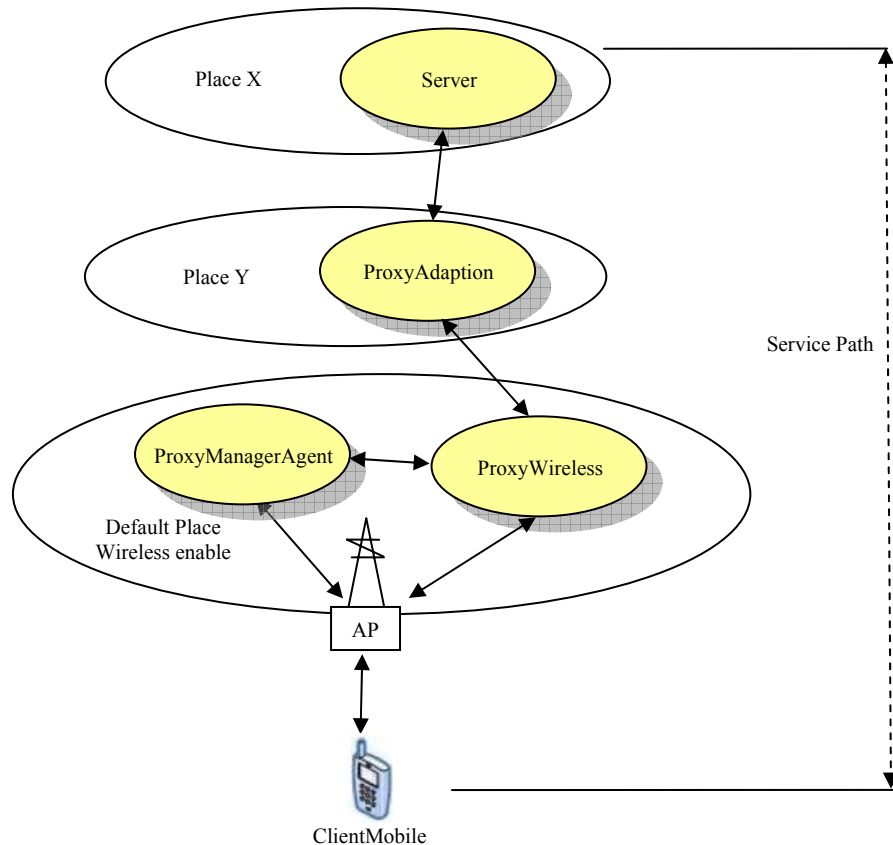 Place X
Server
Place Y
ProxyAdaption
Service Path
ProxyManagerAgent
ProxyWireless
Default Place
Wireless enable
AP
ClientMobile